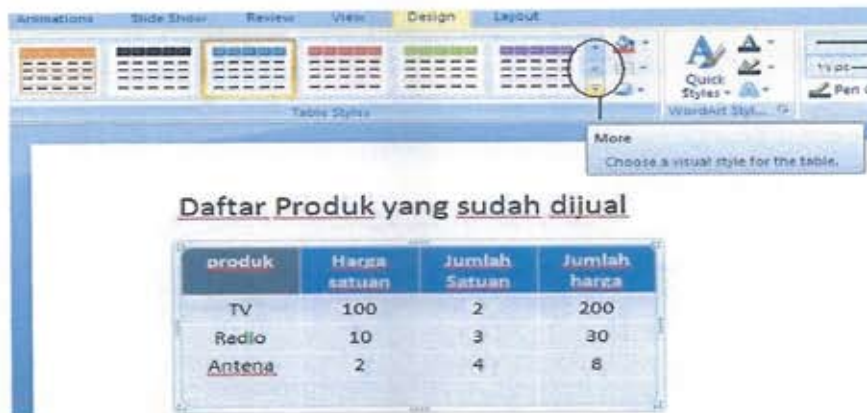 Animations Slide Show Review View Design Layout
Quick
Styles
Table Styles
WordArt Styl...
More
Choose a visual style for the table.
Daftar Produk yang sudah dijual
produk Harga satuan Jumlah Satuan Jumlah harga
TV 100 2 200
Radio 10 3 30
Antena 2 4 8